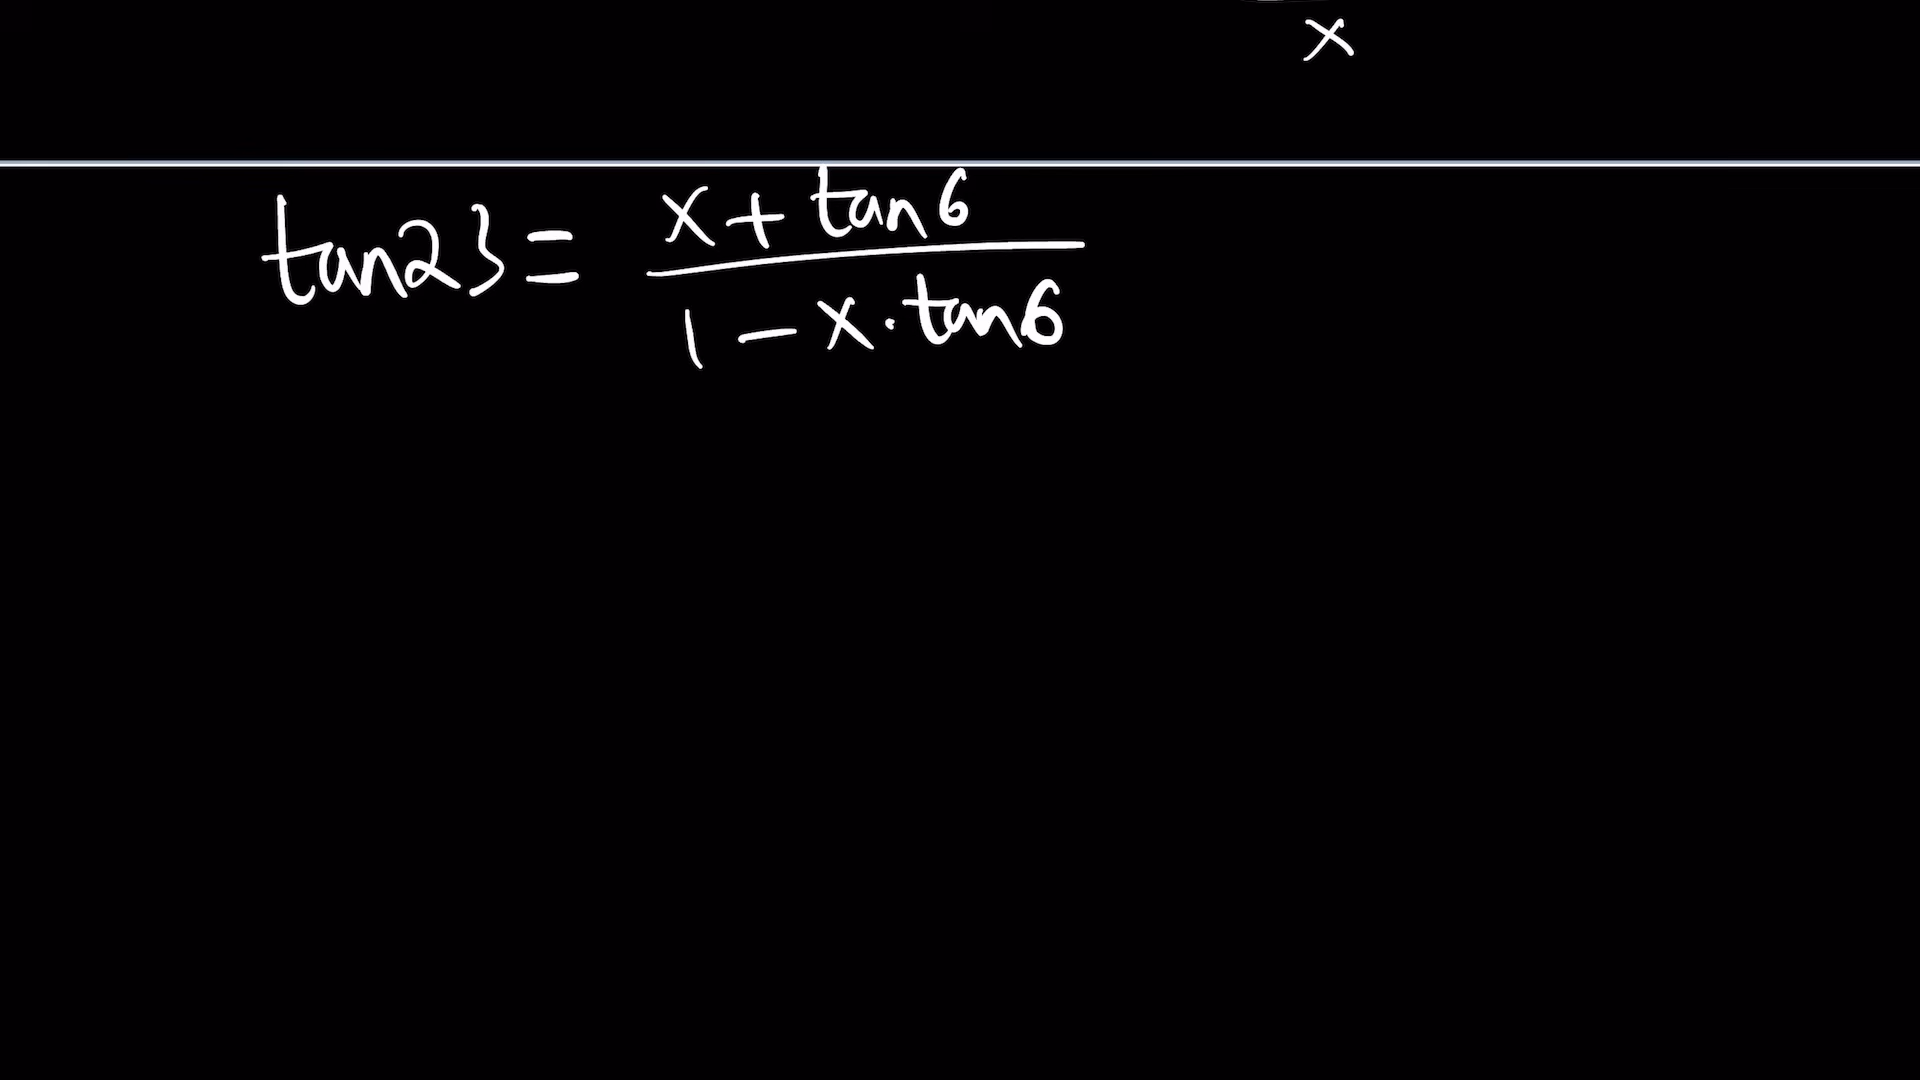 x
tan23 = x + tan6
1 - x . tan6